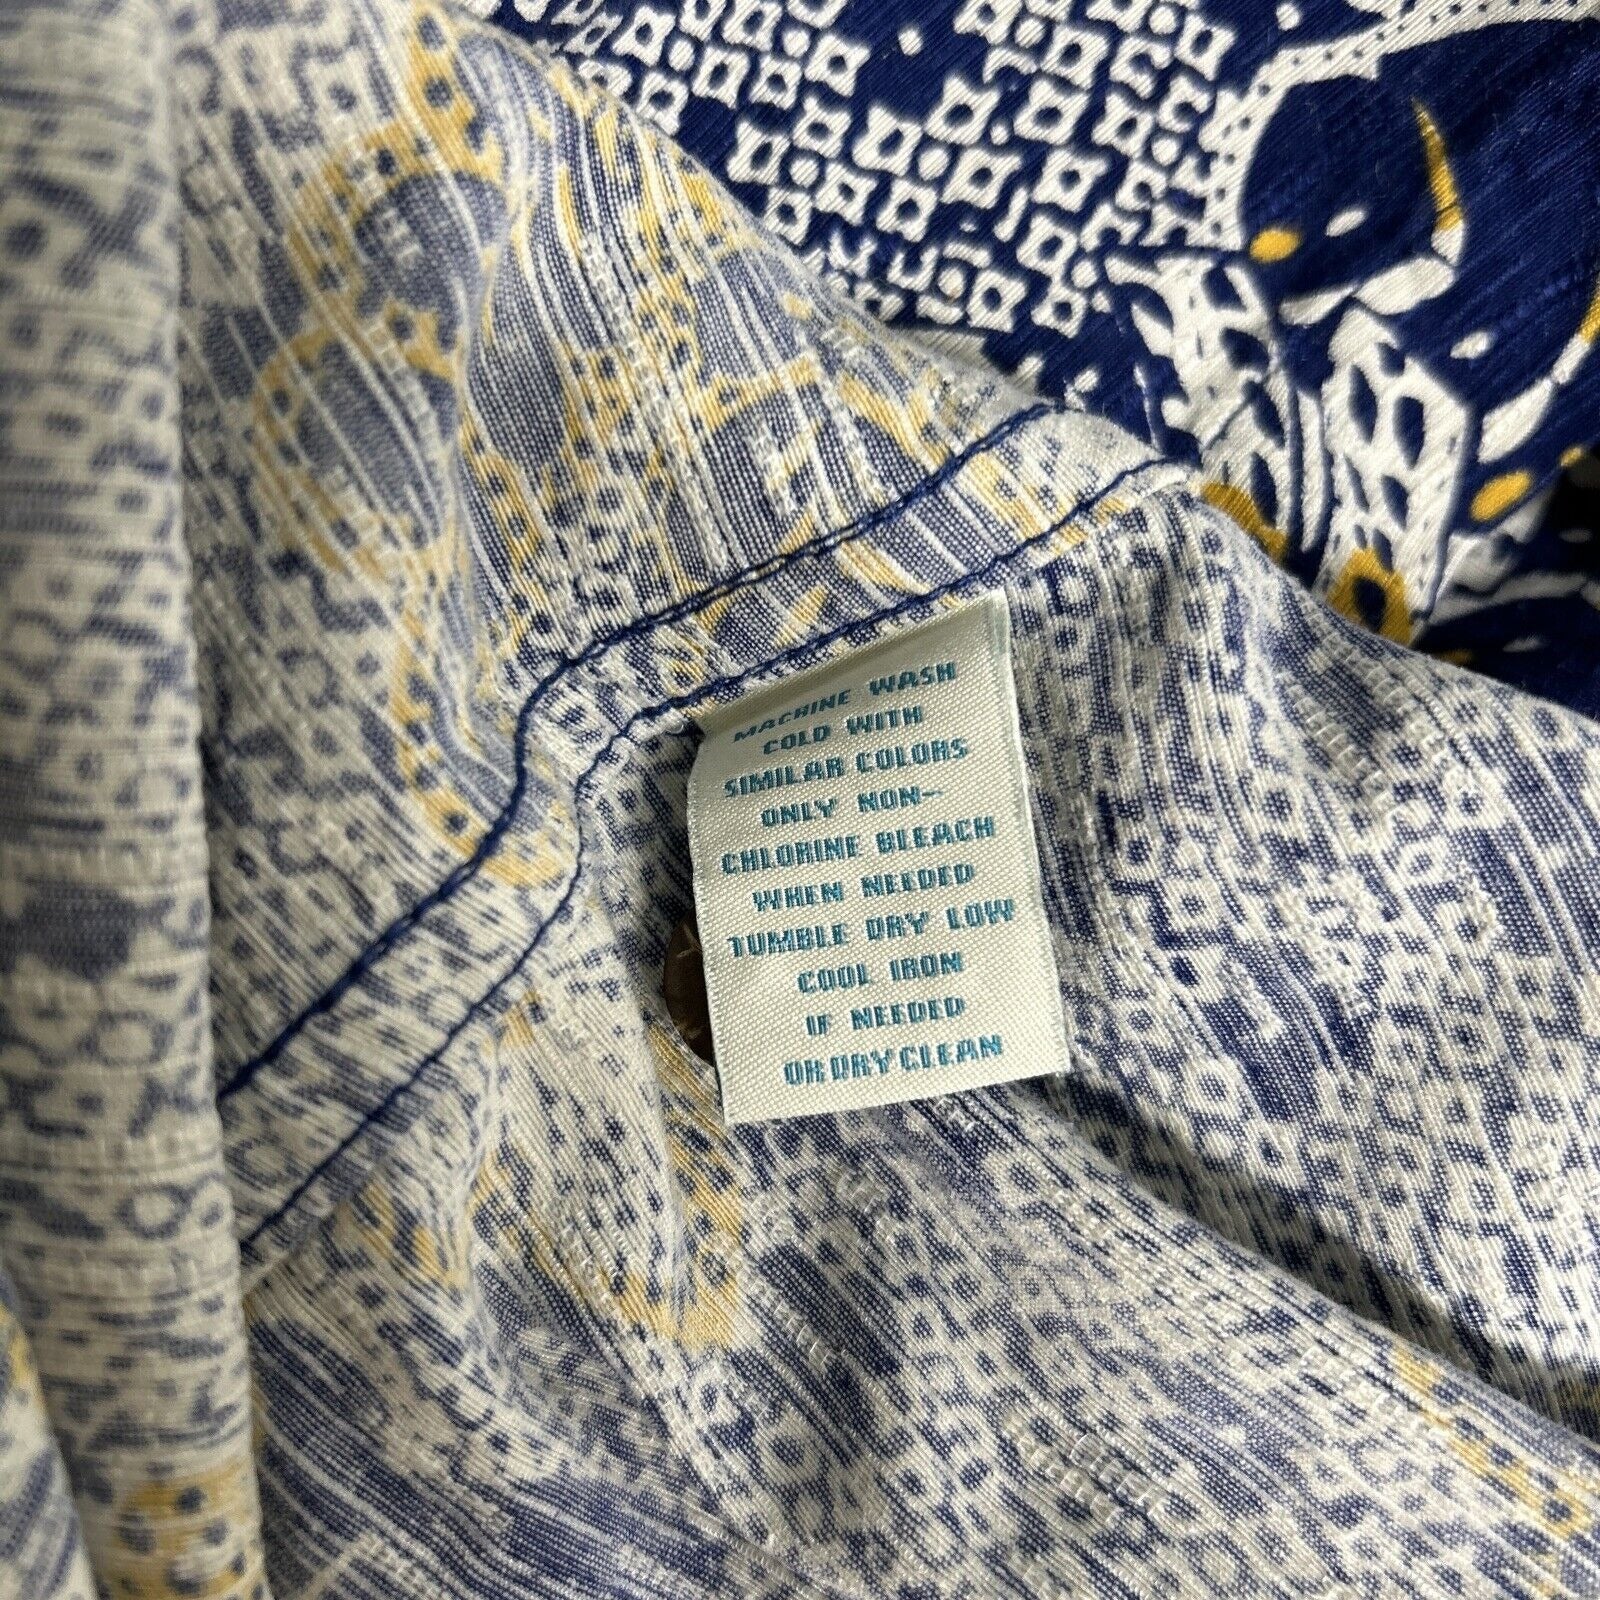 MACHINE WASH
COLD WITH
SIMILAR COLORS
ONLY NON-
CHLORINE BLEACH
WHEN NEEDED
TUMBLE DRY LOW
COOL IRON
IF NEEDED
OR DRY CLEAN